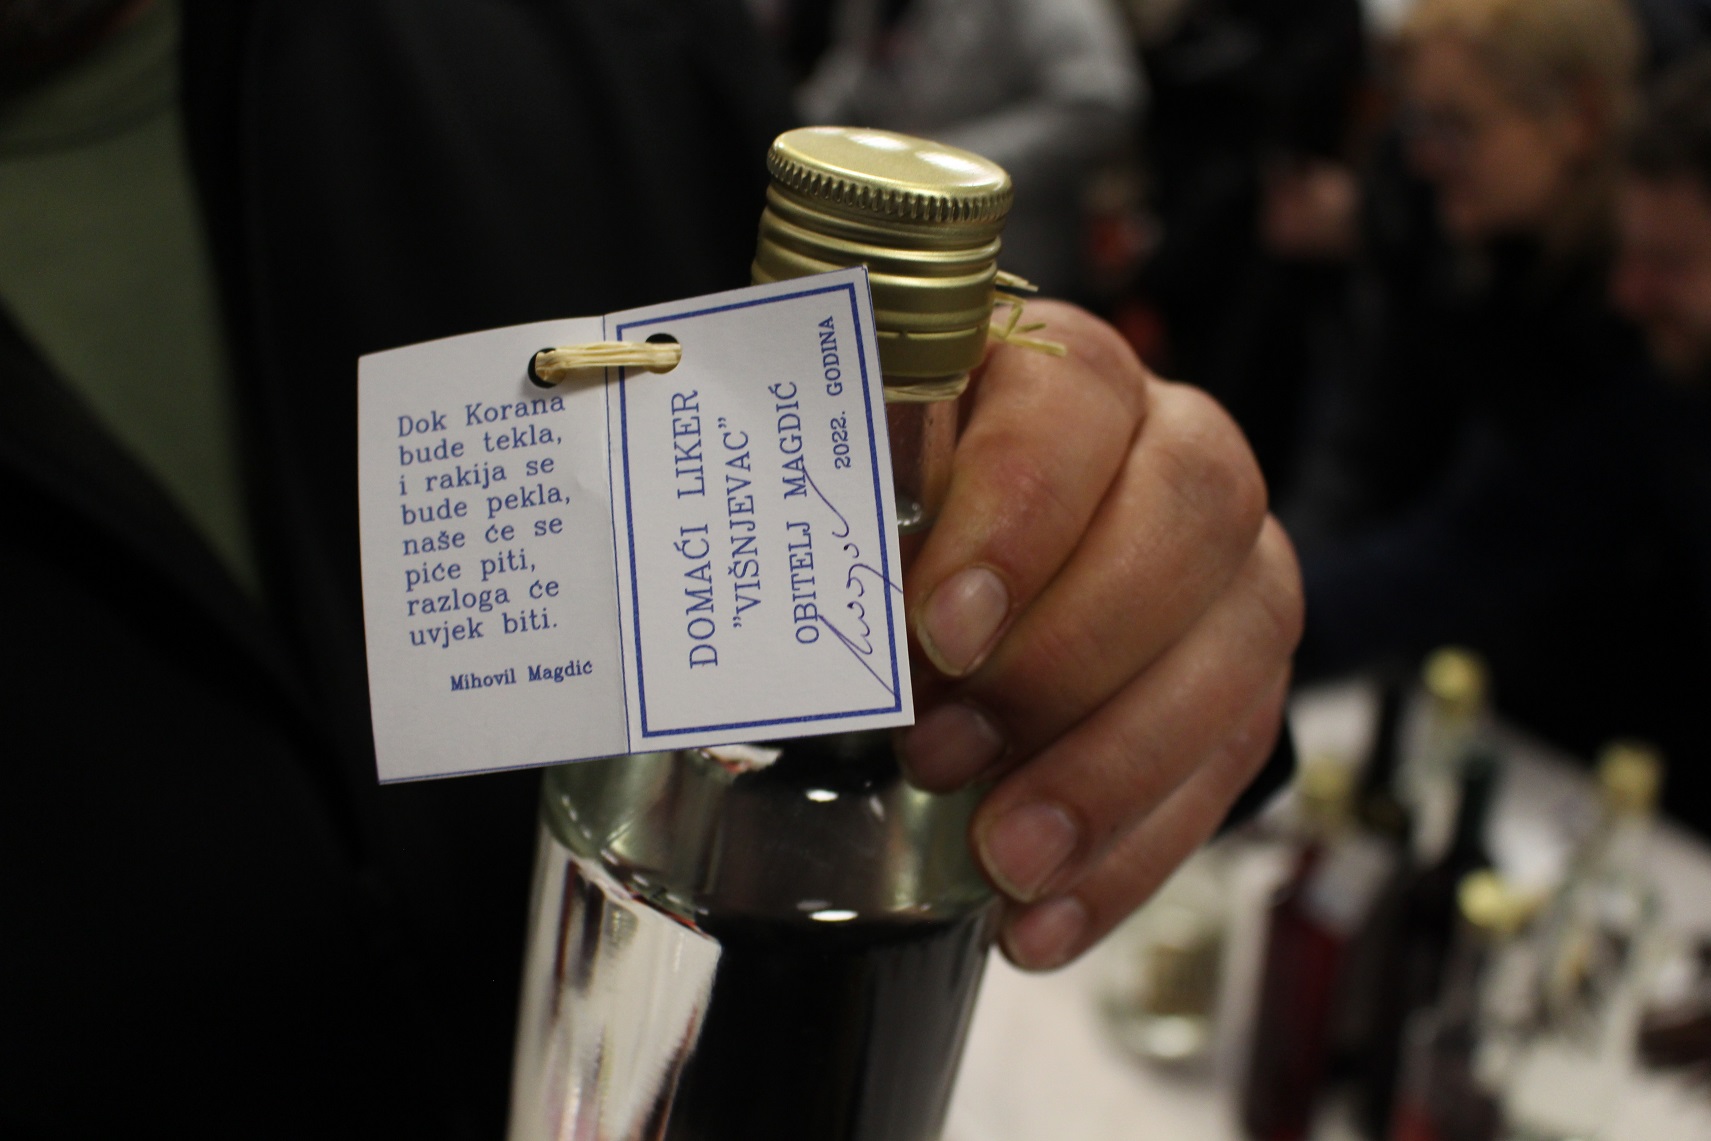 Dok Korana
bude tekla,
i rakija se
bude pekla,
naše će se
piće piti,
razloga će
uvjek biti.
Mihovil Magdić
DOMAĆI LIKER
"VIŠNJEVAC"
OBITELJ MAGDIĆ
2022. GODINA